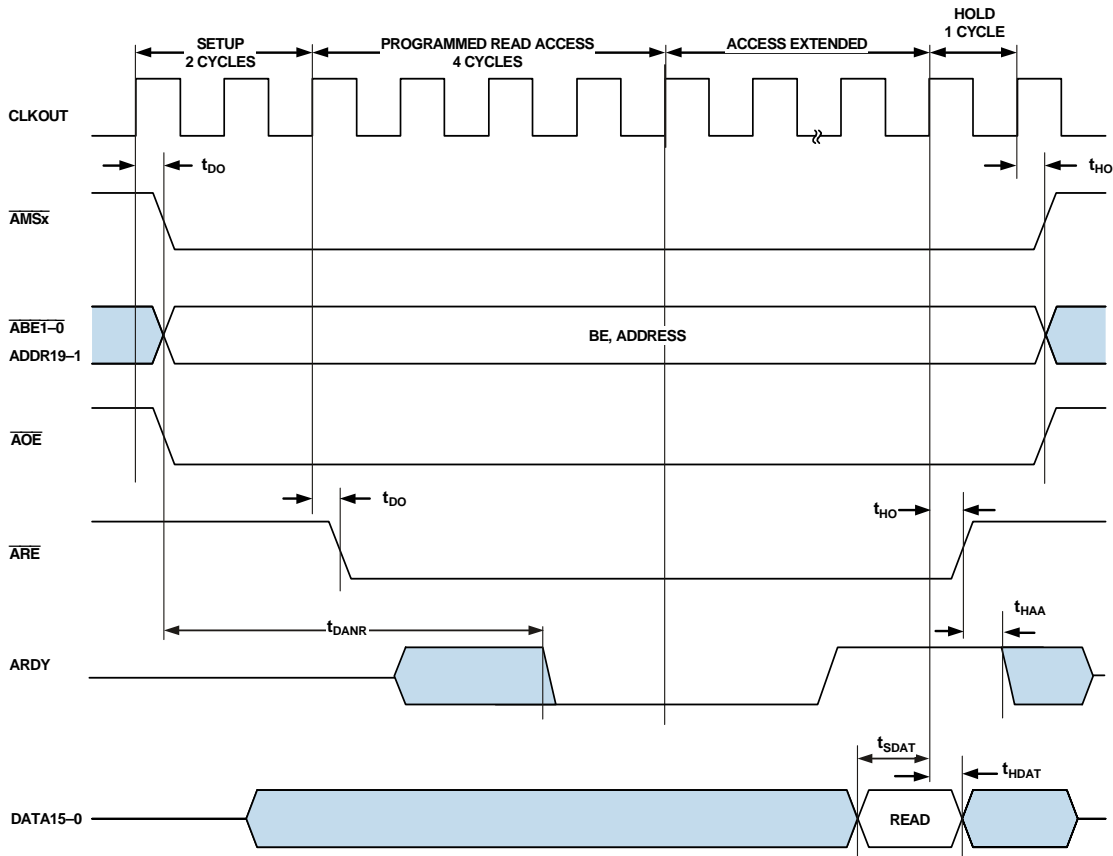 SETUP
2 CYCLES
PROGRAMMED READ ACCESS
4 CYCLES
ACCESS EXTENDED
HOLD
1 CYCLE
CLKOUT
tDO
tHO
AMSx
ABE1–0
ADDR19–1
BE, ADDRESS
AOE
tDO
tHO
ARE
tDANR
tHAA
ARDY
tSDAT
tHDAT
DATA15–0
READ